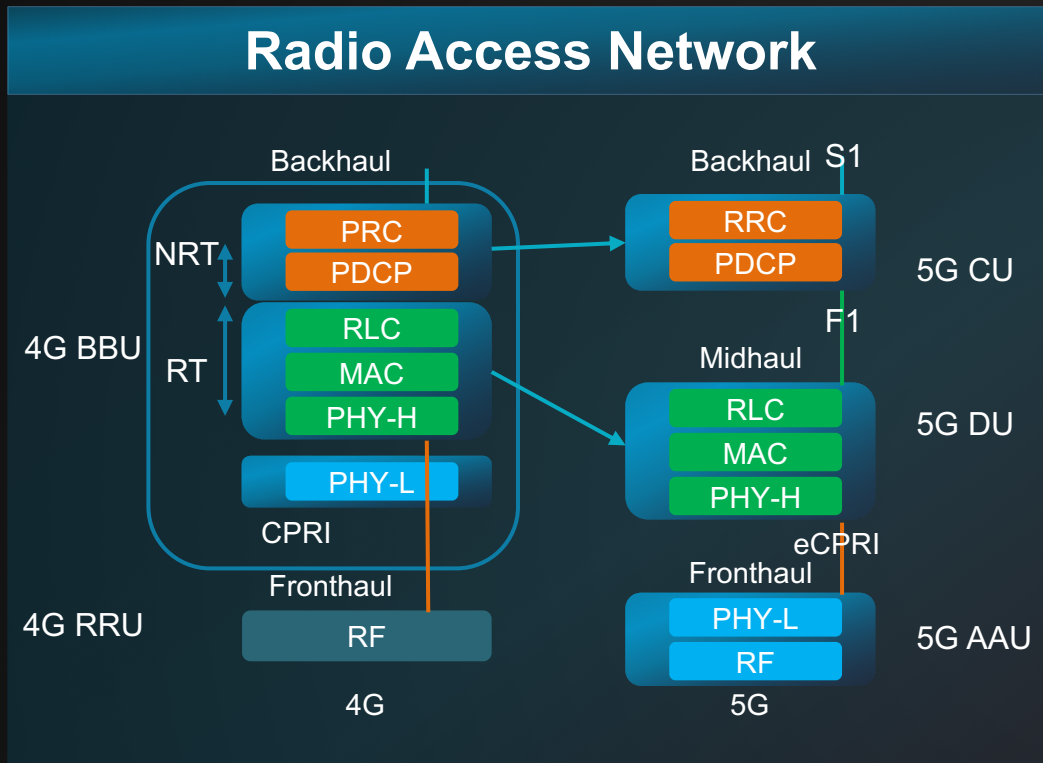 Radio Access Network
Backhaul
Backhaul S1
NRT
PRC
PDCP
RRC
PDCP
5G CU
4G BBU
RT
RLC
MAC
PHY-H
F1
Midhaul
RLC
MAC
PHY-H
5G DU
PHY-L
CPRI
eCPRI
Fronthaul
Fronthaul
4G RRU
RF
PHY-L
RF
5G AAU
4G
5G